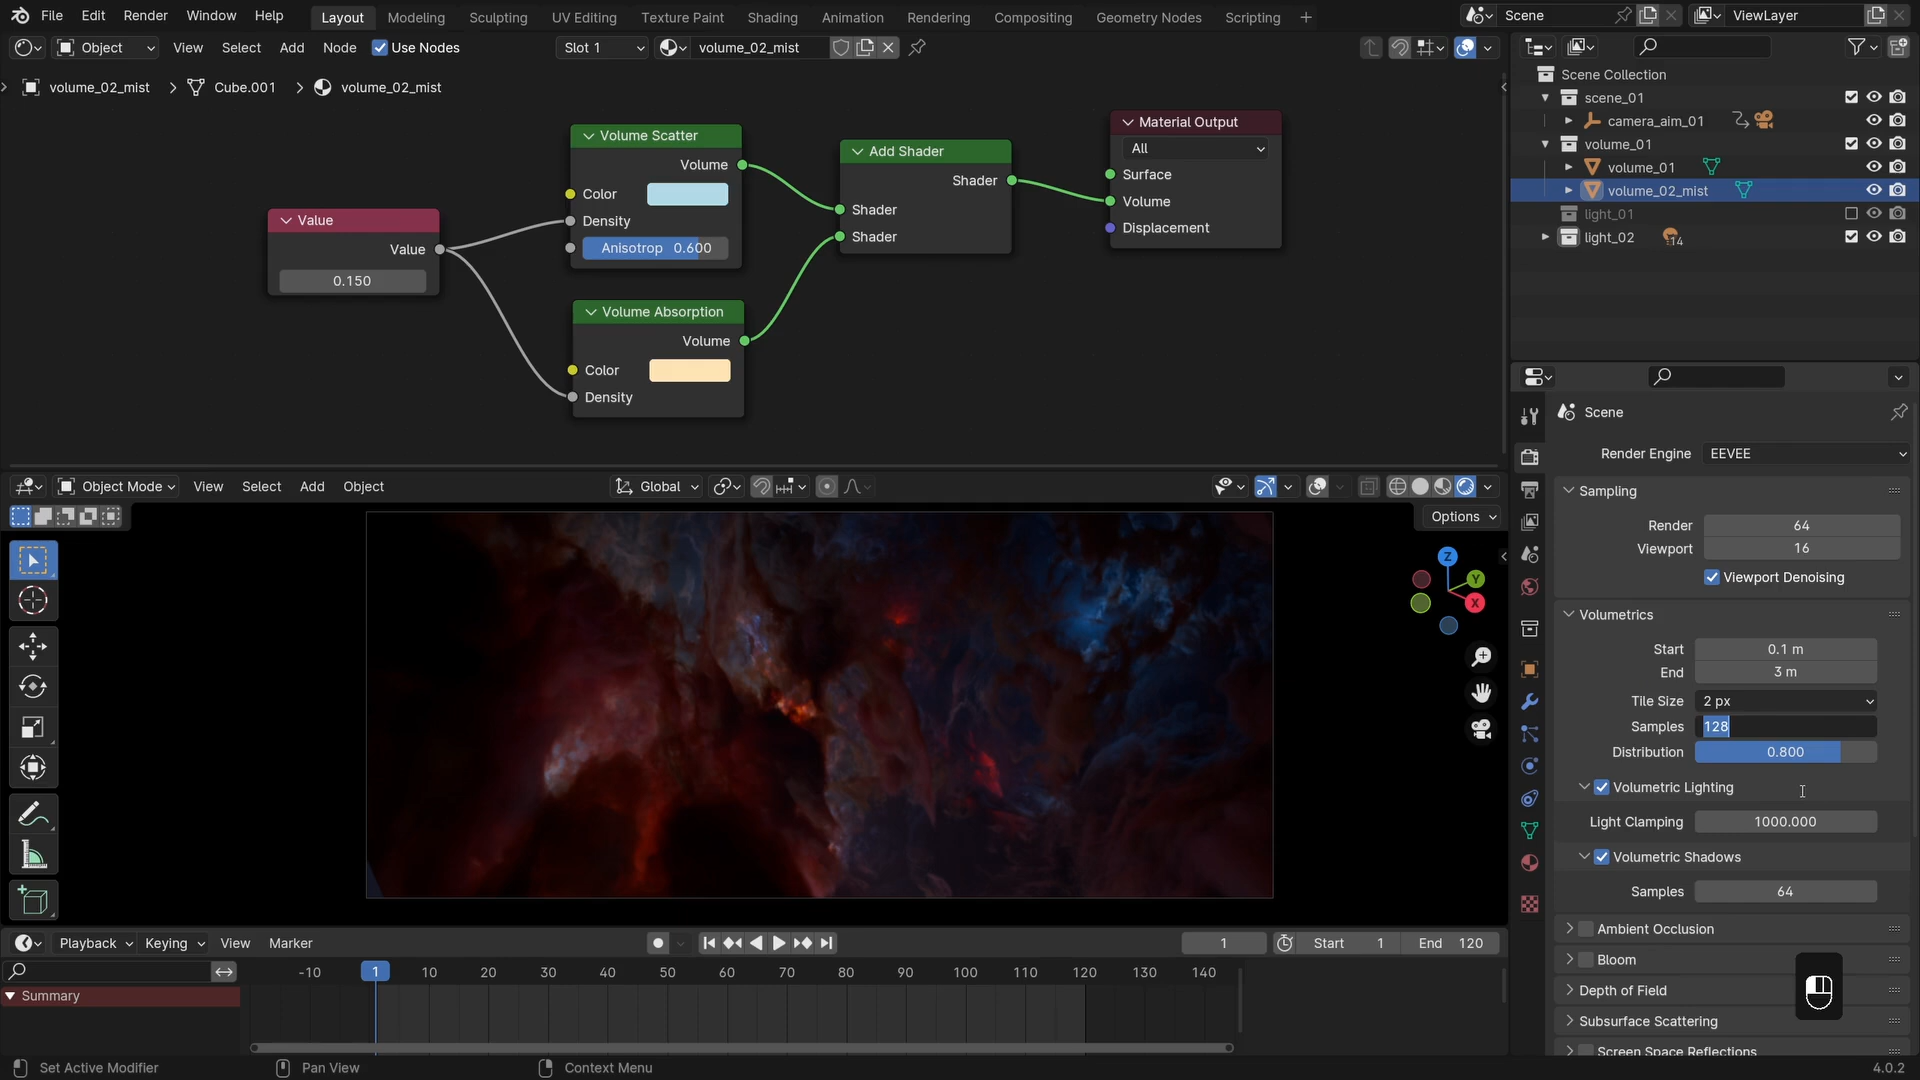 File Edit Render Window Help Layout Modeling Sculpting UV Editing Texture Paint Shading Animation Rendering Compositing Geometry Nodes Scripting + Scene ViewLayer
Object View Select Add Node Use Nodes Slot 1 volume_02_mist
volume_02_mist > Cube.001 > volume_02_mist
Value
Value
0.150
Volume Scatter
Volume
Color
Density
Anisotrop 0.600
Volume Absorption
Volume
Color
Density
Add Shader
Shader
Shader
Shader
Material Output
All
Surface
Volume
Displacement
Scene Collection
scene_01
camera_aim_01
volume_01
volume_01
volume_02_mist
light_01
light_02 14
Scene
Render Engine EEVEE
Sampling
Render 64
Viewport 16
Viewport Denoising
Volumetrics
Start 0.1 m
End 3 m
Tile Size 2 px
Samples 128
Distribution 0.800
Volumetric Lighting
Light Clamping 1000.000
Volumetric Shadows
Samples 64
Ambient Occlusion
Bloom
Depth of Field
Subsurface Scattering
Screen Space Reflections
Object Mode View Select Add Object Global
Options
Z
Y
X
Playback Keying View Marker 1 Start 1 End 120
-10 1 10 20 30 40 50 60 70 80 90 100 110 120 130 140
Summary
Set Active Modifier Pan View Context Menu 4.0.2